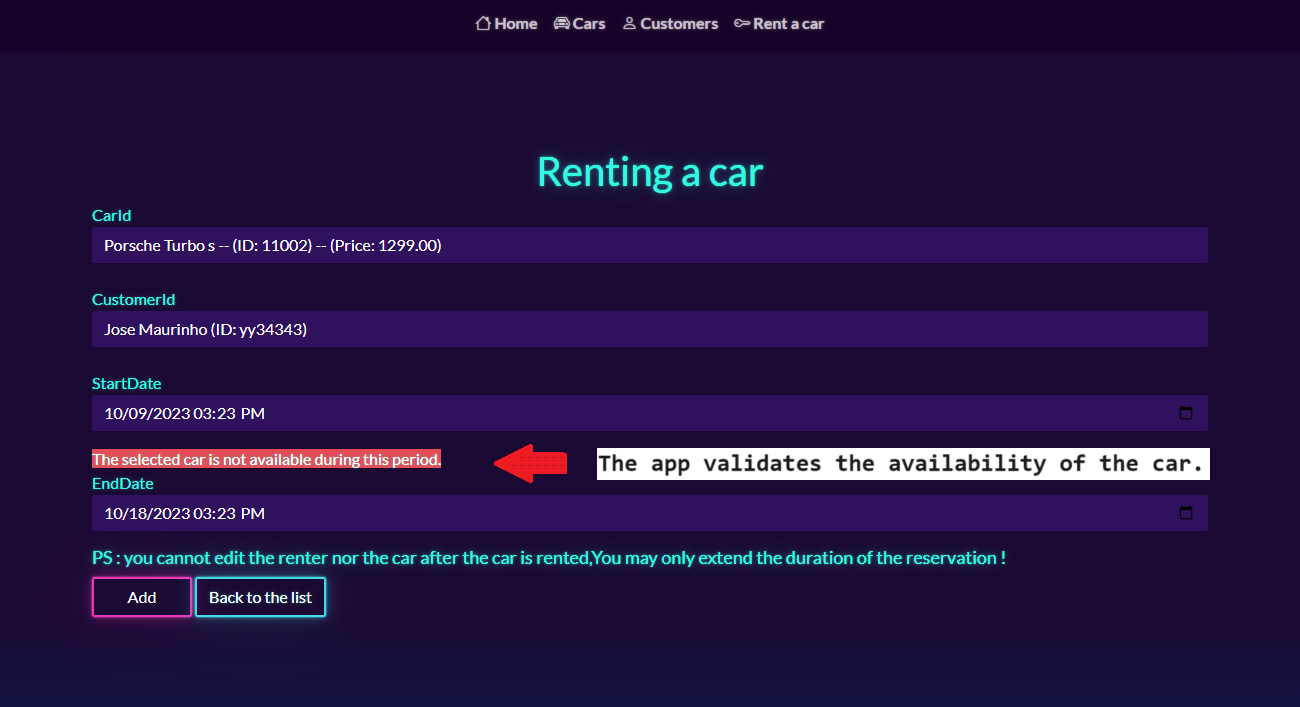 Home Cars Customers Rent a car
Renting a car
CarId
Porsche Turbo s -- (ID: 11002) -- (Price: 1299.00)
CustomerId
Jose Maurinho (ID: yy34343)
StartDate
10/09/2023 03:23 PM
The selected car is not available during this period. The app validates the availability of the car.
EndDate
10/18/2023 03:23 PM
PS : you cannot edit the renter nor the car after the car is rented,You may only extend the duration of the reservation !
Add Back to the list